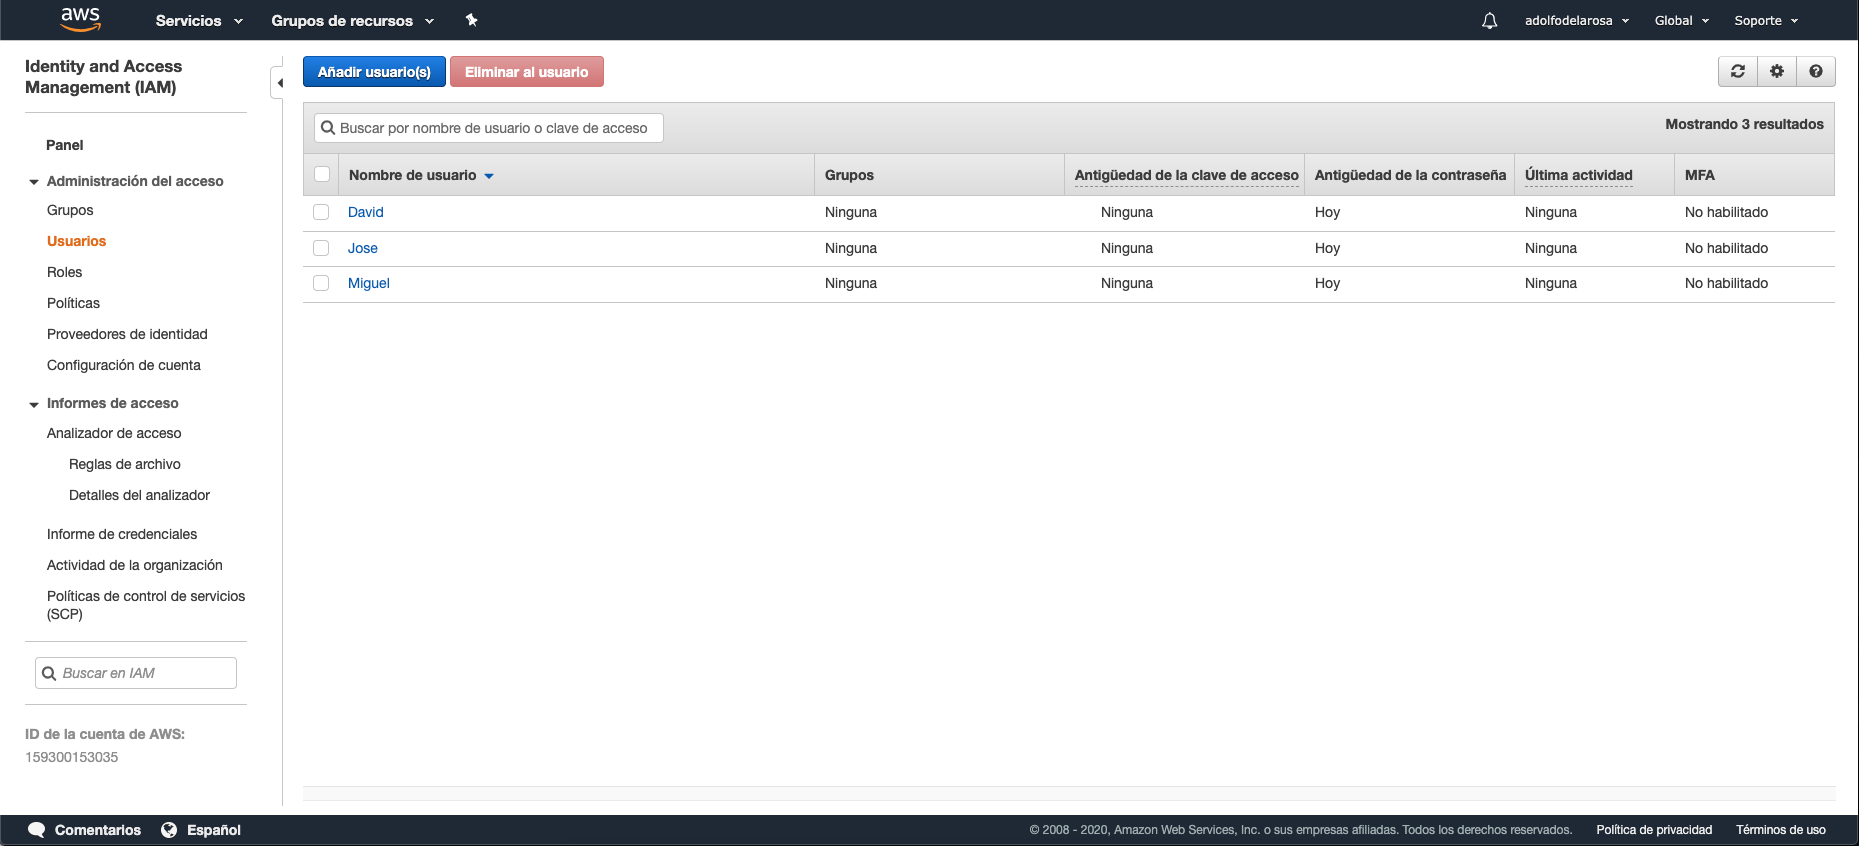 aws Servicios Grupos de recursos adolfodelarosa Global Soporte
Identity and Access
Management (IAM)
Panel
Administración del acceso
Grupos
Usuarios
Roles
Políticas
Proveedores de identidad
Configuración de cuenta
Informes de acceso
Analizador de acceso
Reglas de archivo
Detalles del analizador
Informe de credenciales
Actividad de la organización
Políticas de control de servicios
(SCP)
Buscar en IAM
ID de la cuenta de AWS:
159300153035
Añadir usuario(s) Eliminar al usuario
Buscar por nombre de usuario o clave de acceso Mostrando 3 resultados
Nombre de usuario Grupos Antigüedad de la clave de acceso Antigüedad de la contraseña Última actividad MFA
David Ninguna Ninguna Hoy Ninguna No habilitado
Jose Ninguna Ninguna Hoy Ninguna No habilitado
Miguel Ninguna Ninguna Hoy Ninguna No habilitado
Comentarios Español © 2008 - 2020, Amazon Web Services, Inc. o sus empresas afiliadas. Todos los derechos reservados. Política de privacidad Términos de uso